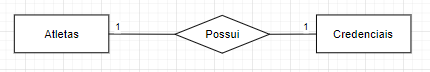 Atletas
1
Possui
1
Credenciais